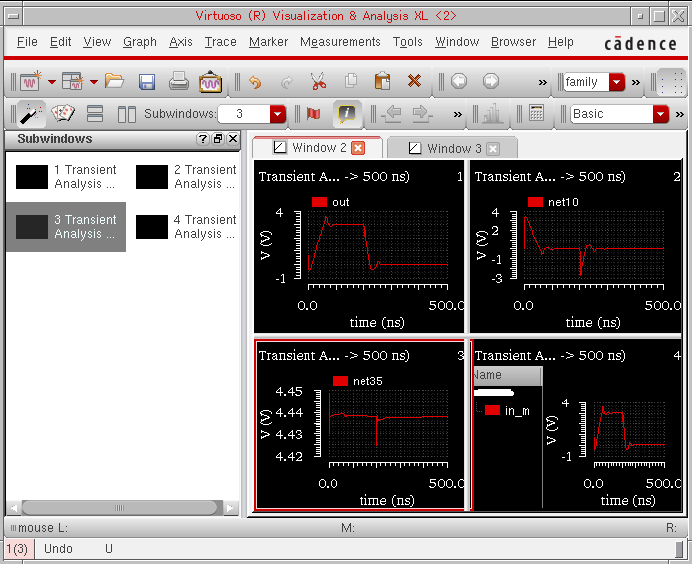 Virtuoso (R) Visualization & Analysis XL <2>
File Edit View Graph Axis Trace Marker Measurements Tools Window Browser Help cādence
» family
Subwindows: 3 » Basic
Subwindows ?
Window 2 Window 3
1 Transient Analysis ...
2 Transient Analysis ...
3 Transient Analysis ...
4 Transient Analysis ...
Transient A... -> 500 ns) 1
out
4
V (V)
-1
0.0 500.0
time (ns)
Transient A... -> 500 ns) 2
net10
4
2
V (V)
-1
-3
0.0 500.0
time (ns)
Transient A... -> 500 ns) 3
net35
4.45
4.44
V (V)
4.43
4.42
0.0 500.0
time (ns)
Transient A... -> 500 ns) 4
Name
in_m
4
V (V)
-1
0.0 500.0
time (ns)
mouse L: M: R:
1(3) Undo U